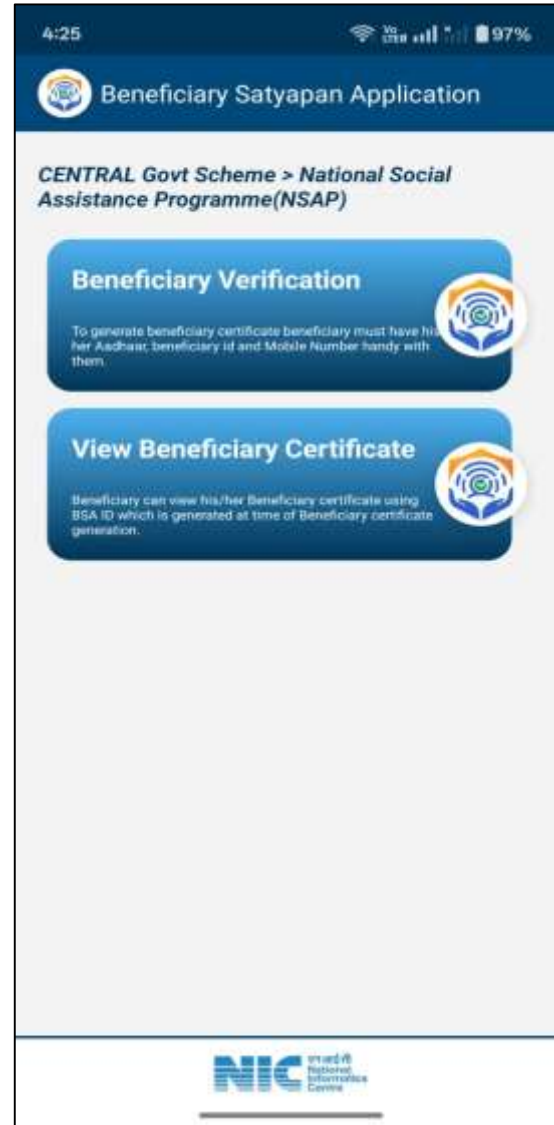 4:25
97%
Beneficiary Satyapan Application
CENTRAL Govt Scheme > National Social
Assistance Programme(NSAP)
Beneficiary Verification
To generate beneficiary certificate beneficiary must have his
her Aadhaar, beneficiary id and Mobile Number handy with
them.
View Beneficiary Certificate
Beneficiary can view his/her Beneficiary certificate using
BSA ID which is generated at time of Beneficiary certificate
generation.
NIC
एन आई सी
National
Informatics
Centre